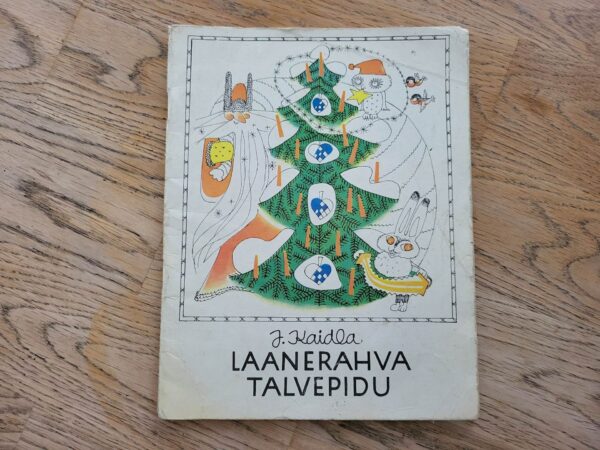 J. Kaidla
LAANERAHVA
TALVEPIDU